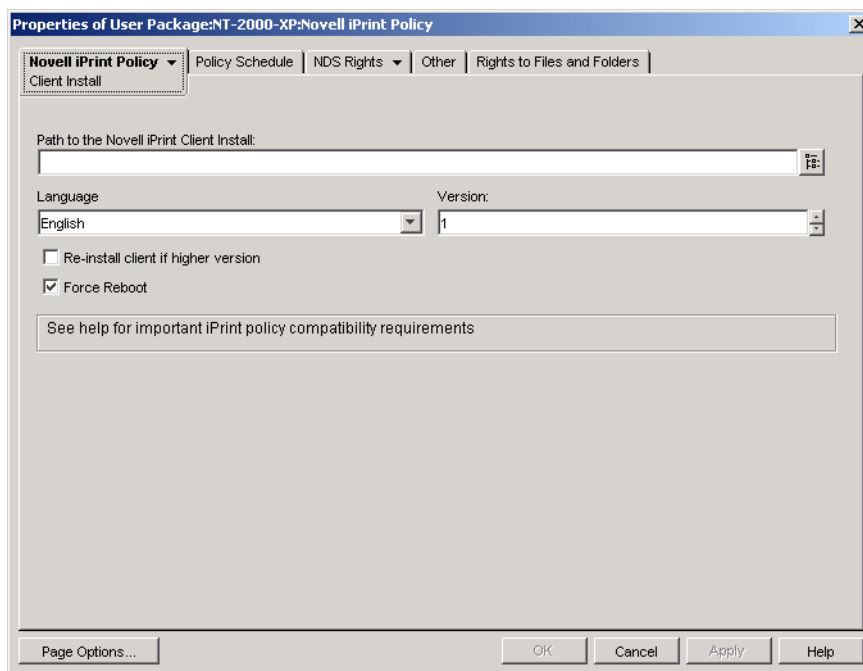 Properties of User Package:NT-2000-XP:Novell iPrint Policy
Novell iPrint Policy
Policy Schedule
NDS Rights
Other
Rights to Files and Folders
Client Install
Path to the Novell iPrint Client Install:
Language
Version:
English
1
Re-install client if higher version
Force Reboot
See help for important iPrint policy compatibility requirements
Page Options...
OK
Cancel
Apply
Help